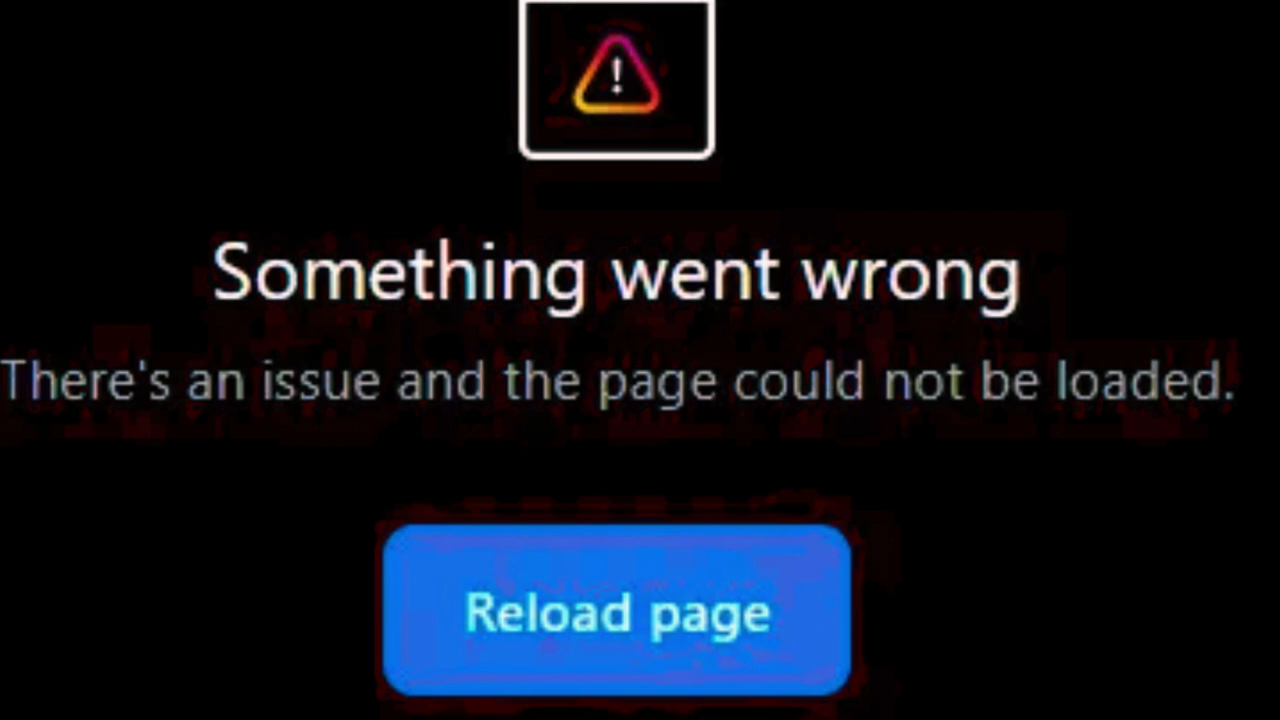 !
Something went wrong
There's an issue and the page could not be loaded.
Reload page